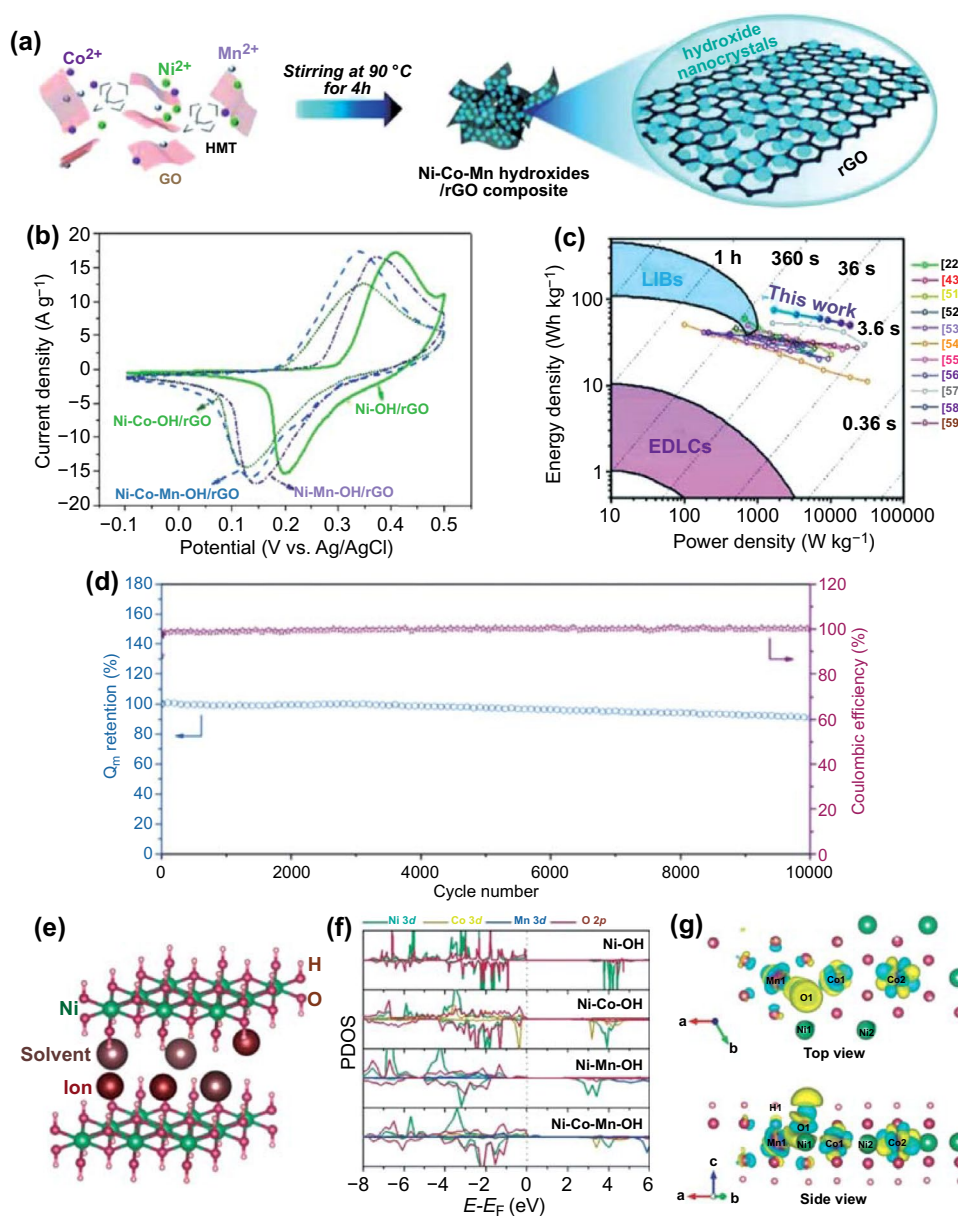 (a)
Co2+
Ni2+
Mn2+
HMT
GO
Stirring at 90 °C
for 4h
Ni-Co-Mn hydroxides
/rGO composite
hydroxide
nanocrystals
rGO
(b)
Current density (A g−1)
20
15
10
5
0
−5
−10
−15
−20
Ni-Co-OH/rGO
Ni-OH/rGO
Ni-Co-Mn-OH/rGO
Ni-Mn-OH/rGO
−0.1
0.0
0.1
0.2
0.3
0.4
0.5
Potential (V vs. Ag/AgCl)
(c)
Energy density (Wh kg−1)
100
10
1
LIBs
EDLCs
1 h
360 s
36 s
This work
3.6 s
0.36 s
10
100
1000
10000
100000
Power density (W kg−1)
[22
[43
[51
[52
[53
[54
[55
[56
[57
[58
[59
(d)
Qm retention (%)
180
160
140
120
100
80
60
40
20
0
120
100
80
60
40
20
0
Coulombic efficiency (%)
0
2000
4000
6000
8000
10000
Cycle number
(e)
H
O
Ni
Solvent
Ion
(f)
Ni 3d
Co 3d
Mn 3d
O 2p
PDOS
Ni-OH
Ni-Co-OH
Ni-Mn-OH
Ni-Co-Mn-OH
−8
−6
−4
−2
0
2
4
6
E-EF (eV)
(g)
Mn1
Co1
Co2
O1
Ni1
Ni2
a
b
Top view
H1
O1
Mn1
Ni1
Co1
Ni2
Co2
c
a
b
Side view